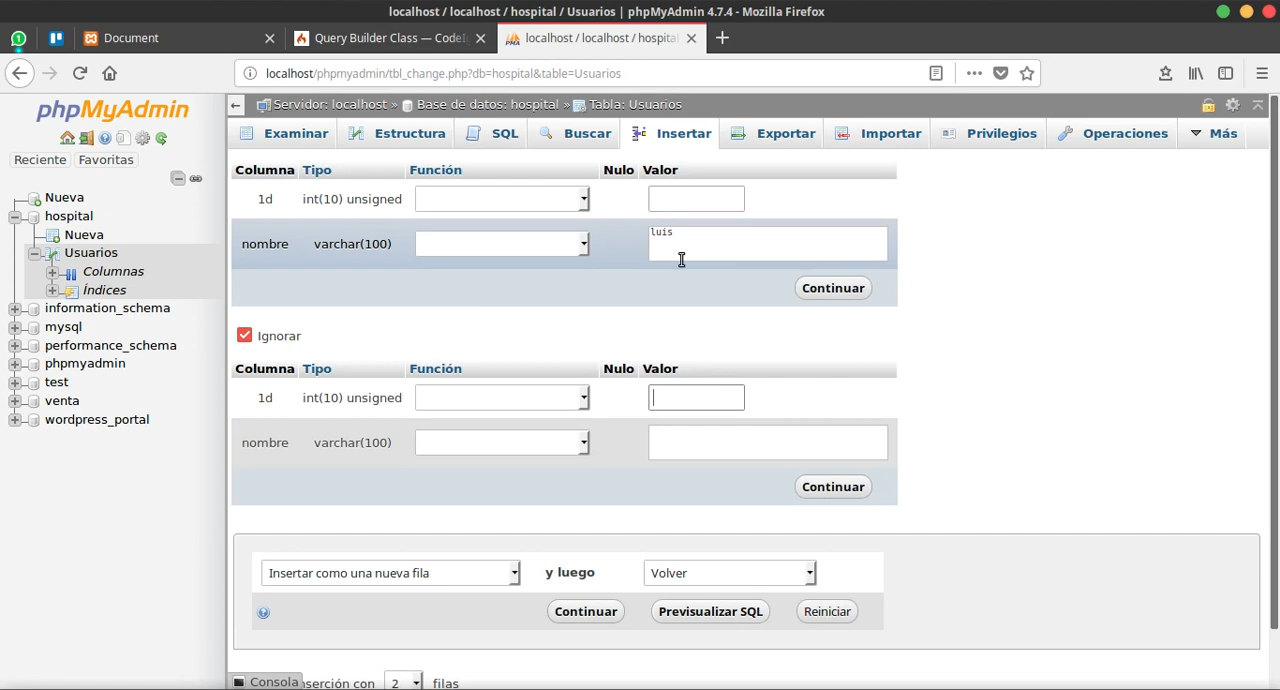 localhost / localhost / hospital / Usuarios | phpMyAdmin 4.7.4 - Mozilla Firefox
Document
Query Builder Class — CodeI
localhost / localhost / hospita
localhost/phpmyadmin/tbl_change.php?db=hospital&table=Usuarios
phpMyAdmin
Reciente Favoritas
Nueva
hospital
Nueva
Usuarios
Columnas
Índices
information_schema
mysql
performance_schema
phpmyadmin
test
venta
wordpress_portal
Servidor: localhost » Base de datos: hospital » Tabla: Usuarios
Examinar Estructura SQL Buscar Insertar Exportar Importar Privilegios Operaciones Más
Columna Tipo Función Nulo Valor
1d int(10) unsigned
nombre varchar(100) luis
Continuar
Ignorar
Columna Tipo Función Nulo Valor
1d int(10) unsigned
nombre varchar(100)
Continuar
Insertar como una nueva fila y luego Volver
Continuar Previsualizar SQL Reiniciar
Consola serción con 2 filas